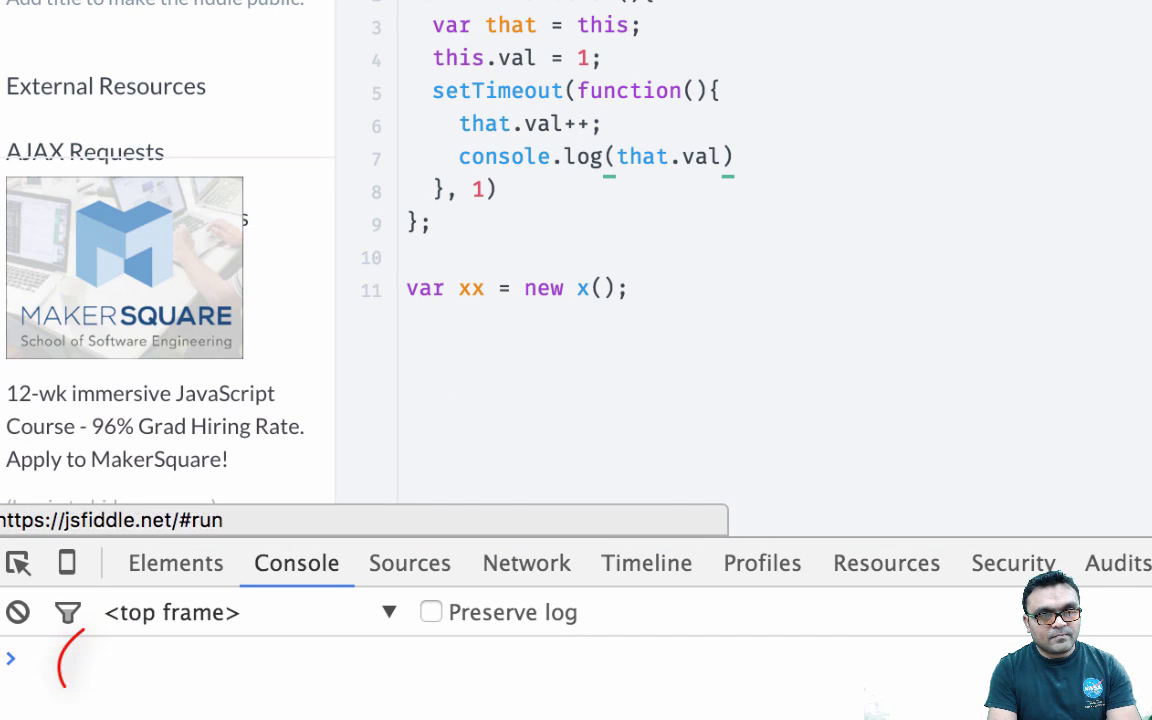 Add title to make the fiddle public.
External Resources
AJAX Requests
s
MAKERSQUARE
School of Software Engineering
12-wk immersive JavaScript
Course - 96% Grad Hiring Rate.
Apply to MakerSquare!
https://jsfiddle.net/#run
3 var that = this;
4 this.val = 1;
5 setTimeout(function(){
6 that.val++;
7 console.log(that.val)
8 }, 1)
9 };
10
11 var xx = new x();
Elements Console Sources Network Timeline Profiles Resources Security Audits
<top frame> ▼ Preserve log
>
NASA